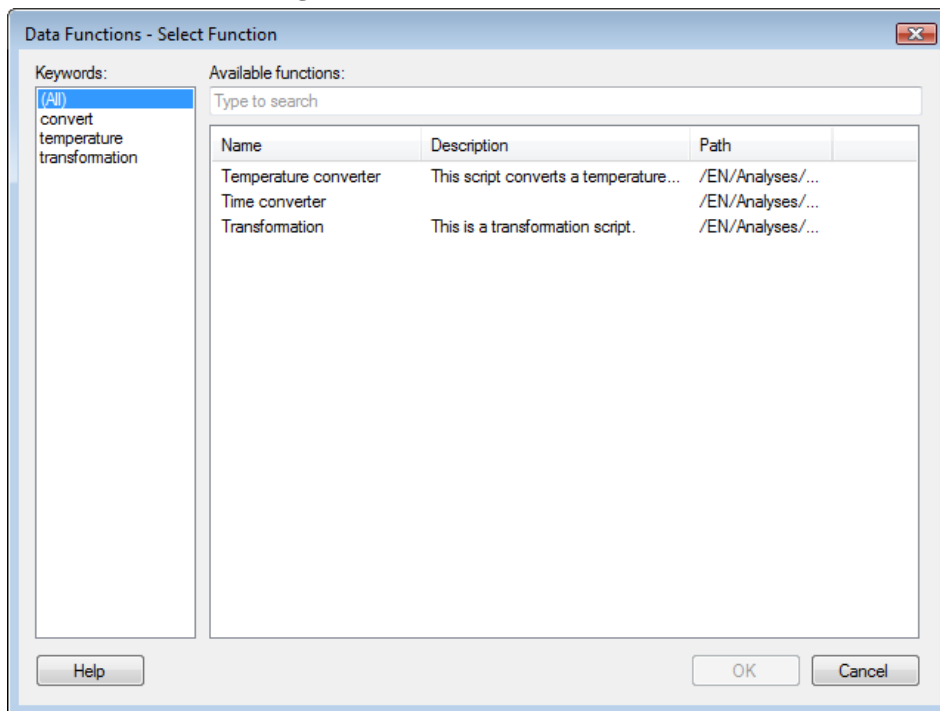 Data Functions - Select Function
Keywords:
(All)
convert
temperature
transformation
Available functions:
Type to search
Name Description Path
Temperature converter This script converts a temperature... /EN/Analyses/...
Time converter /EN/Analyses/...
Transformation This is a transformation script. /EN/Analyses/...
Help OK Cancel